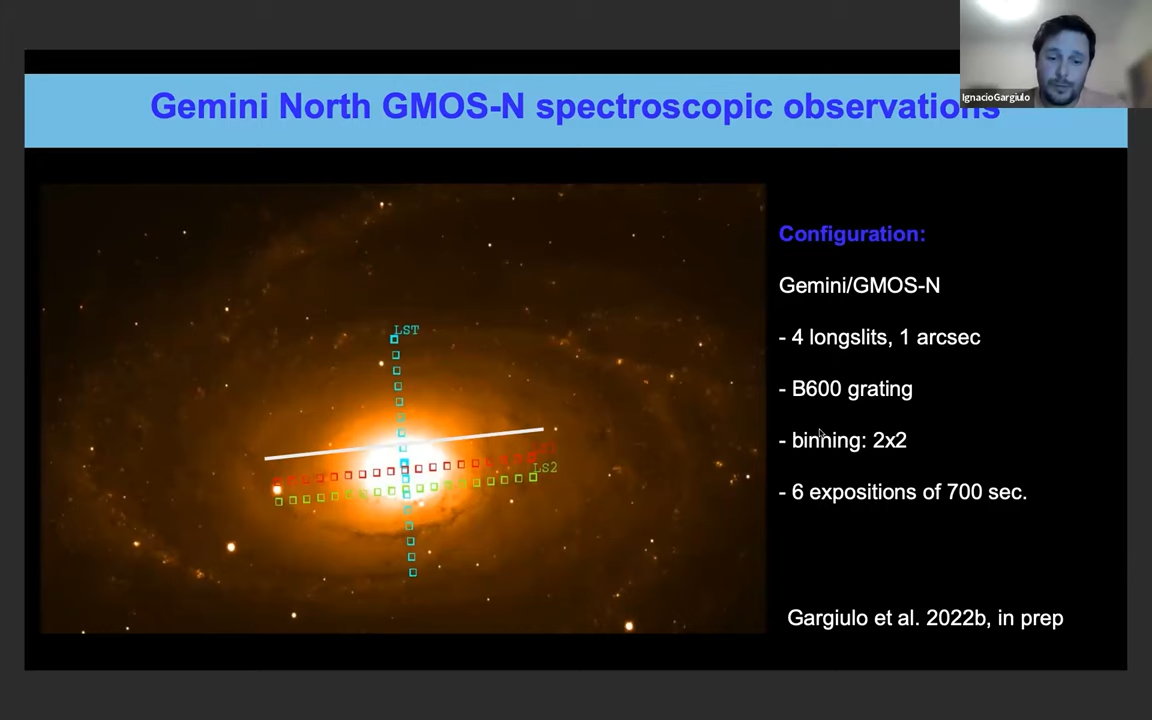 IgnacioGargiulo
Gemini North GMOS-N spectroscopic observations
Configuration:
Gemini/GMOS-N
- 4 longslits, 1 arcsec
- B600 grating
- binning: 2x2
- 6 expositions of 700 sec.
LST
LS2
Gargiulo et al. 2022b, in prep